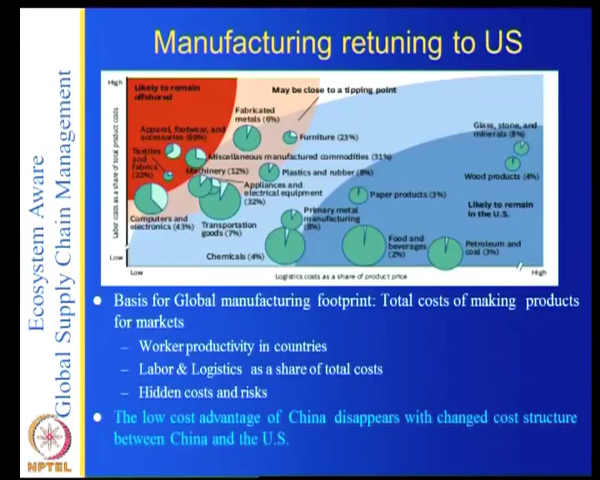 Manufacturing retuning to US
Ecosystem Aware
Global Supply Chain Management
High
Likely to remain
offshored
May be close to a tipping point
Labor costs as a share of total product costs
Fabricated
metals (6%)
Apparel, footwear, and
accessories (69%)
Furniture (23%)
Glass, stone, and
minerals (8%)
Textiles
and
fabrics
(22%)
Miscellaneous manufactured commodities (31%)
Machinery (12%)
Plastics and rubber (8%)
Wood products (4%)
Appliances and
electrical equipment
(32%)
Paper products (3%)
Likely to remain
in the U.S.
Computers and
electronics (43%)
Transportation
goods (7%)
Primary metal
manufacturing
(8%)
Food and
beverages
(2%)
Petroleum and
coal (3%)
Chemicals (4%)
Low
Low
Logistics costs as a share of product price
High
Basis for Global manufacturing footprint: Total costs of making products
for markets
– Worker productivity in countries
– Labor & Logistics as a share of total costs
– Hidden costs and risks
The low cost advantage of China disappears with changed cost structure
between China and the U.S.
NPTEL